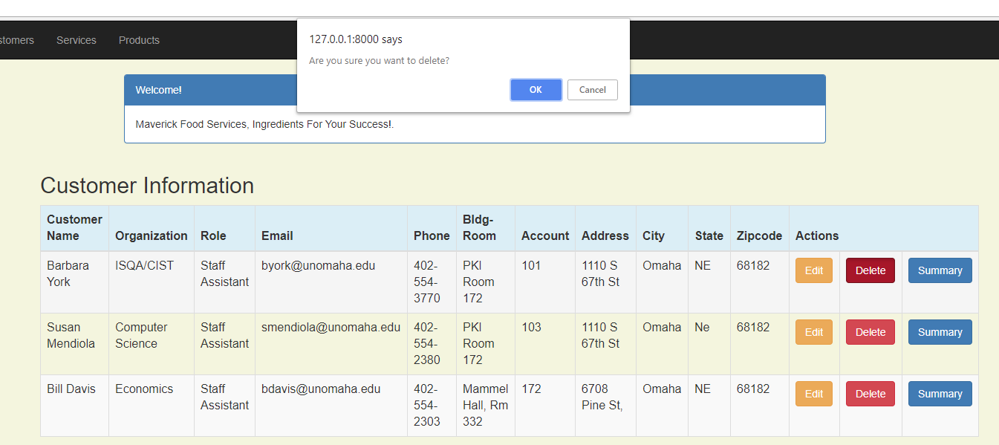 127.0.0.1:8000 says
Are you sure you want to delete?
OK Cancel
stomers Services Products
Welcome!
Maverick Food Services, Ingredients For Your Success!.
Customer Information
Customer Name Organization Role Email Phone Bldg-Room Account Address City State Zipcode Actions
Barbara York ISQA/CIST Staff Assistant byork@unomaha.edu 402-554-3770 PKI Room 172 101 1110 S 67th St Omaha NE 68182 Edit Delete Summary
Susan Mendiola Computer Science Staff Assistant smendiola@unomaha.edu 402-554-2380 PKI Room 172 103 1110 S 67th St Omaha Ne 68182 Edit Delete Summary
Bill Davis Economics Staff Assistant bdavis@unomaha.edu 402-554-2303 Mammel Hall, Rm 332 172 6708 Pine St, Omaha NE 68182 Edit Delete Summary